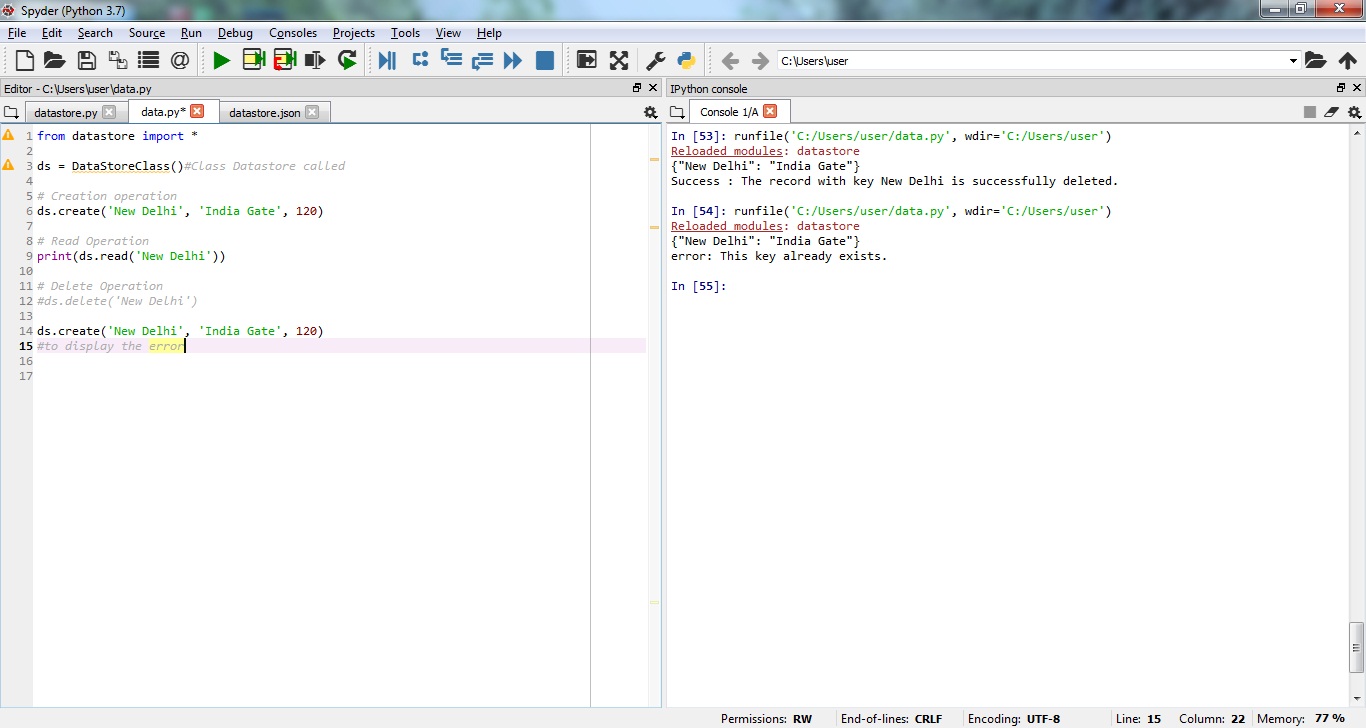 Spyder (Python 3.7)
File Edit Search Source Run Debug Consoles Projects Tools View Help
C:\Users\user
Editor - C:\Users\user\data.py
datastore.py data.py* datastore.json
1 from datastore import *
2
3 ds = DataStoreClass()#Class Datastore called
4
5 # Creation operation
6 ds.create('New Delhi', 'India Gate', 120)
7
8 # Read Operation
9 print(ds.read('New Delhi'))
10
11 # Delete Operation
12 #ds.delete('New Delhi')
13
14 ds.create('New Delhi', 'India Gate', 120)
15 #to display the error
16
17
IPython console
Console 1/A
In [53]: runfile('C:/Users/user/data.py', wdir='C:/Users/user')
Reloaded modules: datastore
{"New Delhi": "India Gate"}
Success : The record with key New Delhi is successfully deleted.
In [54]: runfile('C:/Users/user/data.py', wdir='C:/Users/user')
Reloaded modules: datastore
{"New Delhi": "India Gate"}
error: This key already exists.
In [55]:
Permissions: RW End-of-lines: CRLF Encoding: UTF-8 Line: 15 Column: 22 Memory: 77 %